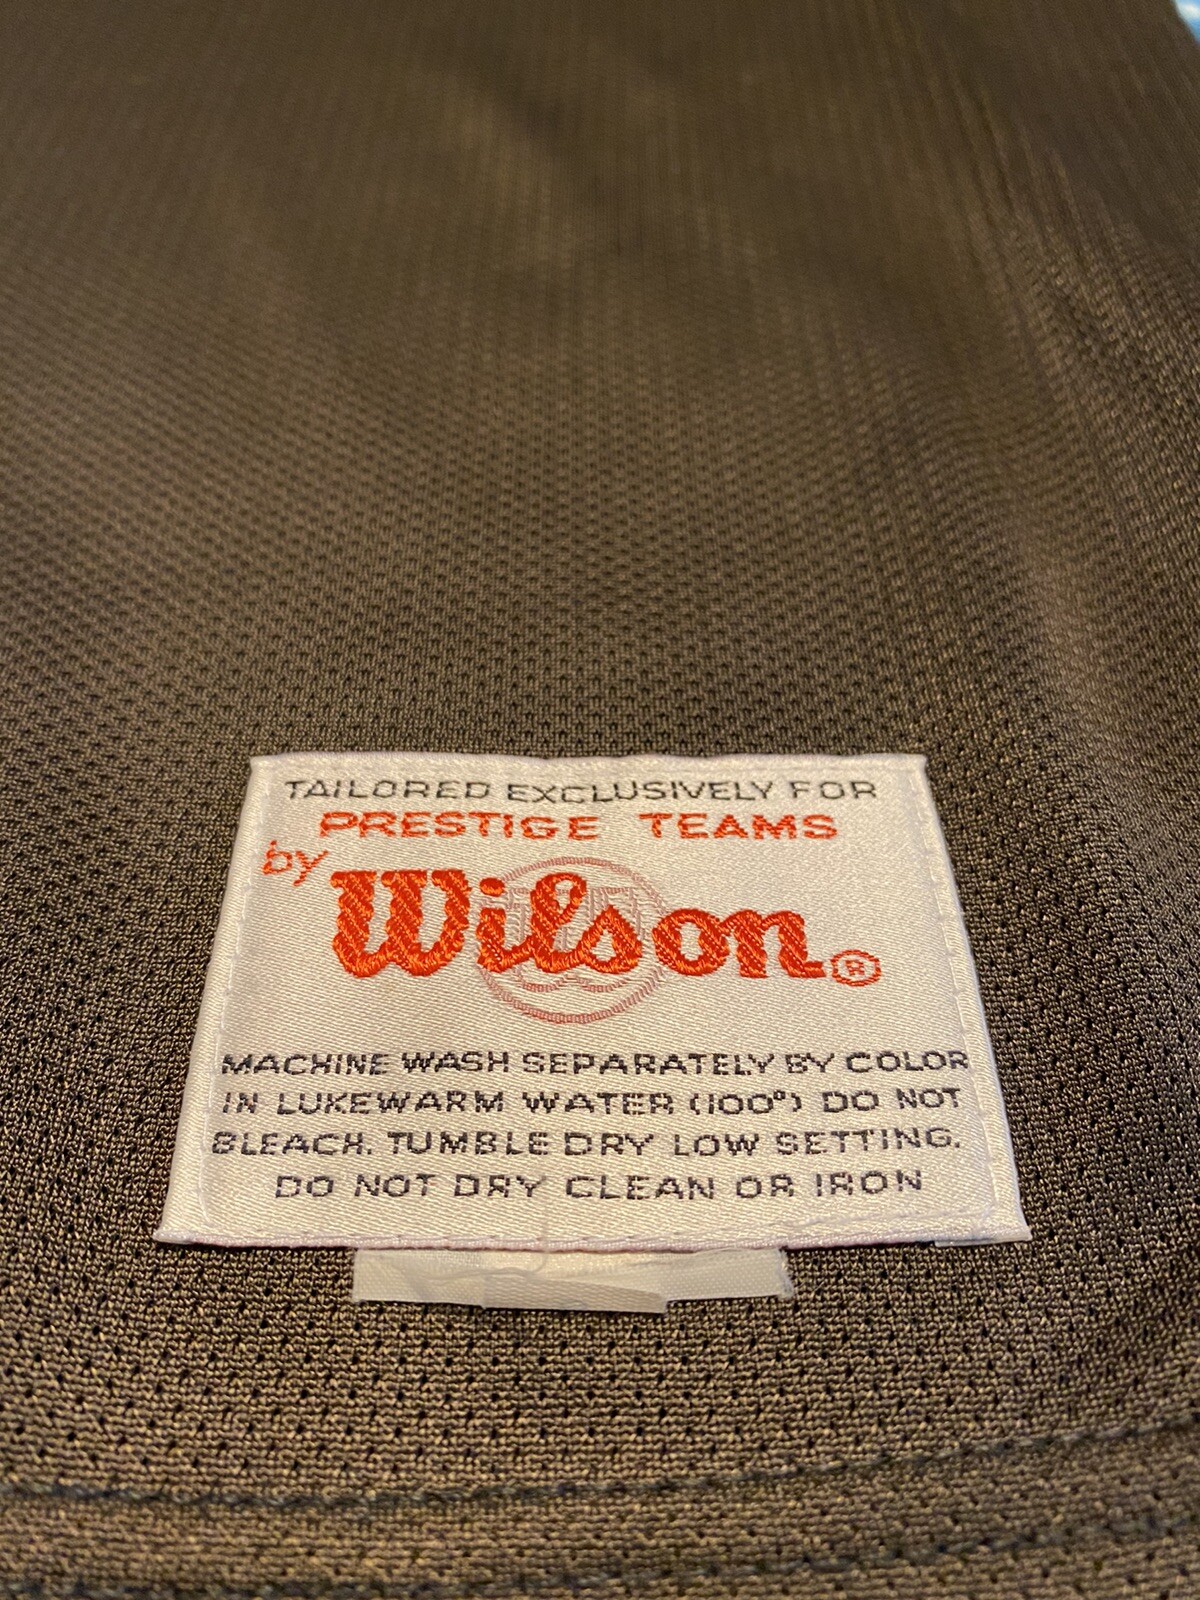 TAILORED EXCLUSIVELY FOR
PRESTIGE TEAMS
by Wilson®
MACHINE WASH SEPARATELY BY COLOR
IN LUKEWARM WATER (100°) DO NOT
BLEACH. TUMBLE DRY LOW SETTING.
DO NOT DRY CLEAN OR IRON